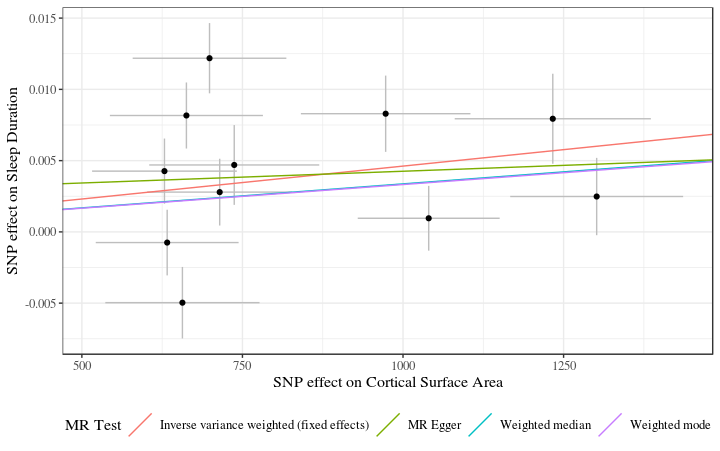 0.015
0.010
0.005
0.000
-0.005
SNP effect on Sleep Duration
500
750
1000
1250
SNP effect on Cortical Surface Area
MR Test
Inverse variance weighted (fixed effects)
MR Egger
Weighted median
Weighted mode